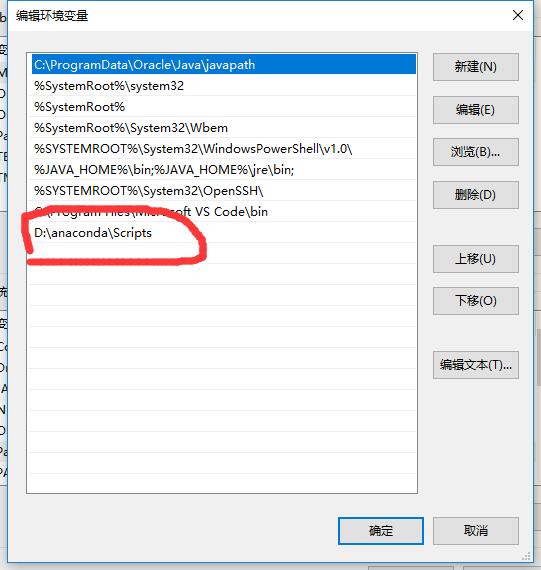 编辑环境变量
C:\ProgramData\Oracle\Java\javapath
%SystemRoot%\system32
%SystemRoot%
%SystemRoot%\System32\Wbem
%SYSTEMROOT%\System32\WindowsPowerShell\v1.0\
%JAVA_HOME%\bin;%JAVA_HOME%\jre\bin;
%SYSTEMROOT%\System32\OpenSSH\
C:\Program Files\Microsoft VS Code\bin
D:\anaconda\Scripts
新建(N)
编辑(E)
浏览(B)...
删除(D)
上移(U)
下移(O)
编辑文本(T)...
确定
取消